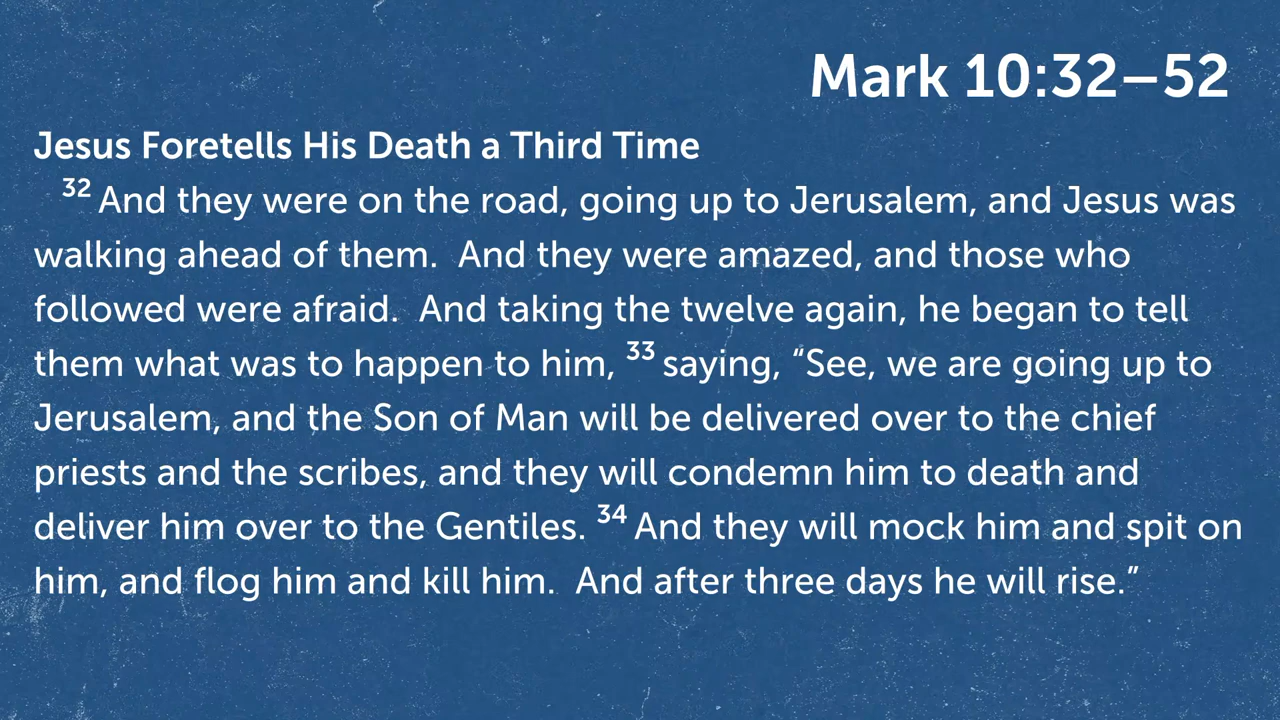 Mark 10:32–52
Jesus Foretells His Death a Third Time
32 And they were on the road, going up to Jerusalem, and Jesus was
walking ahead of them.  And they were amazed, and those who
followed were afraid.  And taking the twelve again, he began to tell
them what was to happen to him, 33 saying, “See, we are going up to
Jerusalem, and the Son of Man will be delivered over to the chief
priests and the scribes, and they will condemn him to death and
deliver him over to the Gentiles. 34 And they will mock him and spit on
him, and flog him and kill him.  And after three days he will rise.”